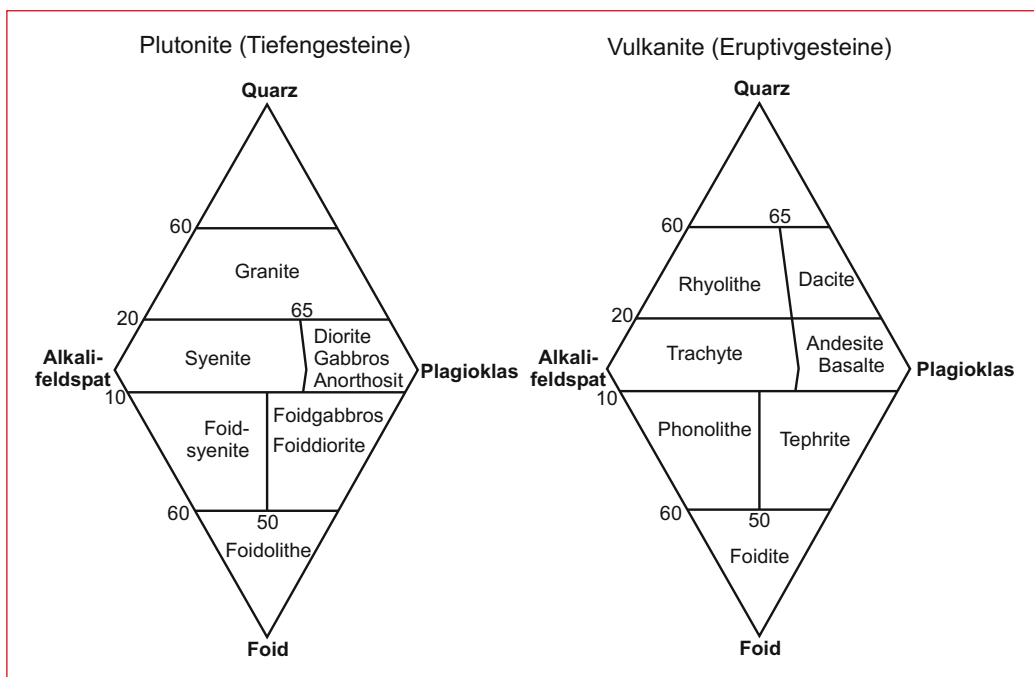 Plutonite (Tiefengesteine)
Quarz
60
Granite
20
65
Syenite
Diorite
Gabbros
Anorthosit
Alkali-
feldspat
Plagioklas
10
Foid-
syenite
Foidgabbros
Foiddiorite
60
50
Foidolithe
Foid
Vulkanite (Eruptivgesteine)
Quarz
60
65
Rhyolithe
Dacite
20
Trachyte
Andesite
Basalte
Alkali-
feldspat
Plagioklas
10
Phonolithe
Tephrite
60
50
Foidite
Foid